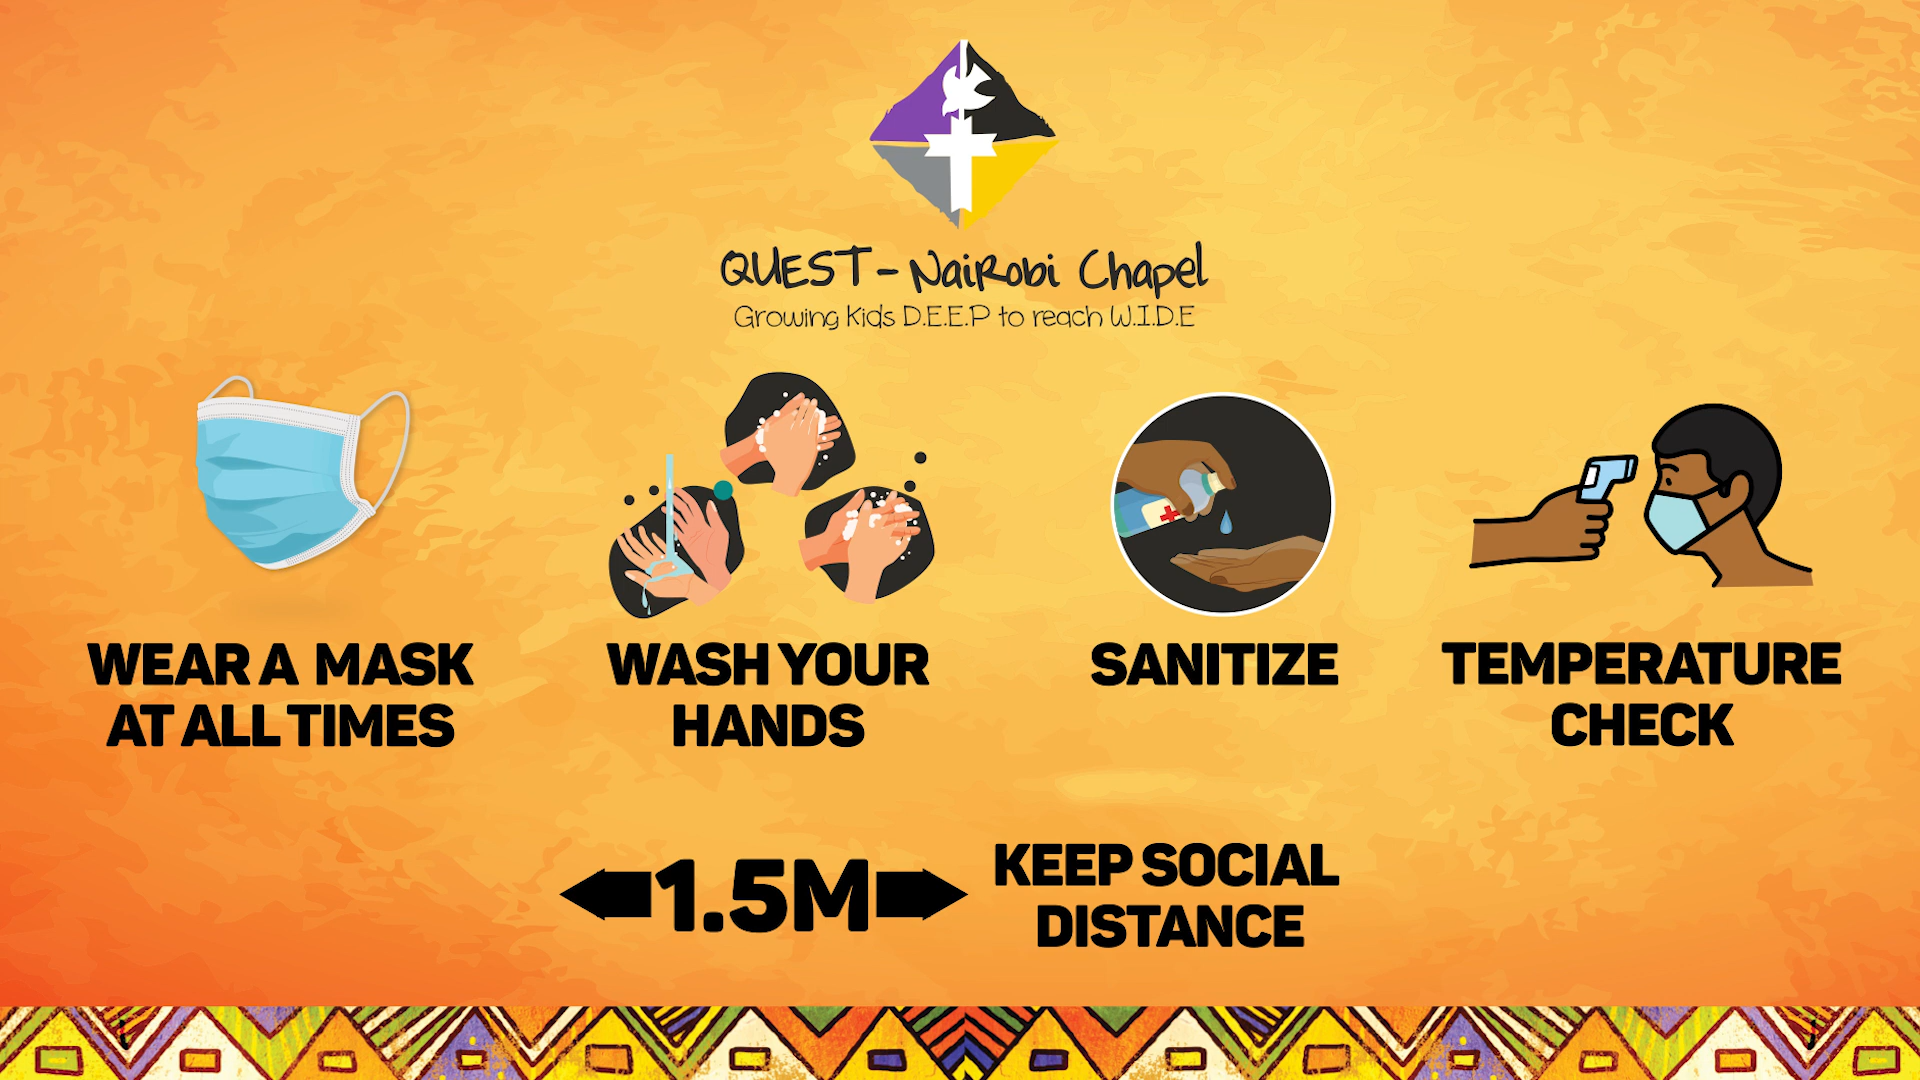 QUEST - NaiRobi Chapel
Growing Kids D.E.E.P to reach W.I.D.E
WEAR A MASK
AT ALL TIMES
WASH YOUR
HANDS
SANITIZE
TEMPERATURE
CHECK
1.5M
KEEP SOCIAL
DISTANCE